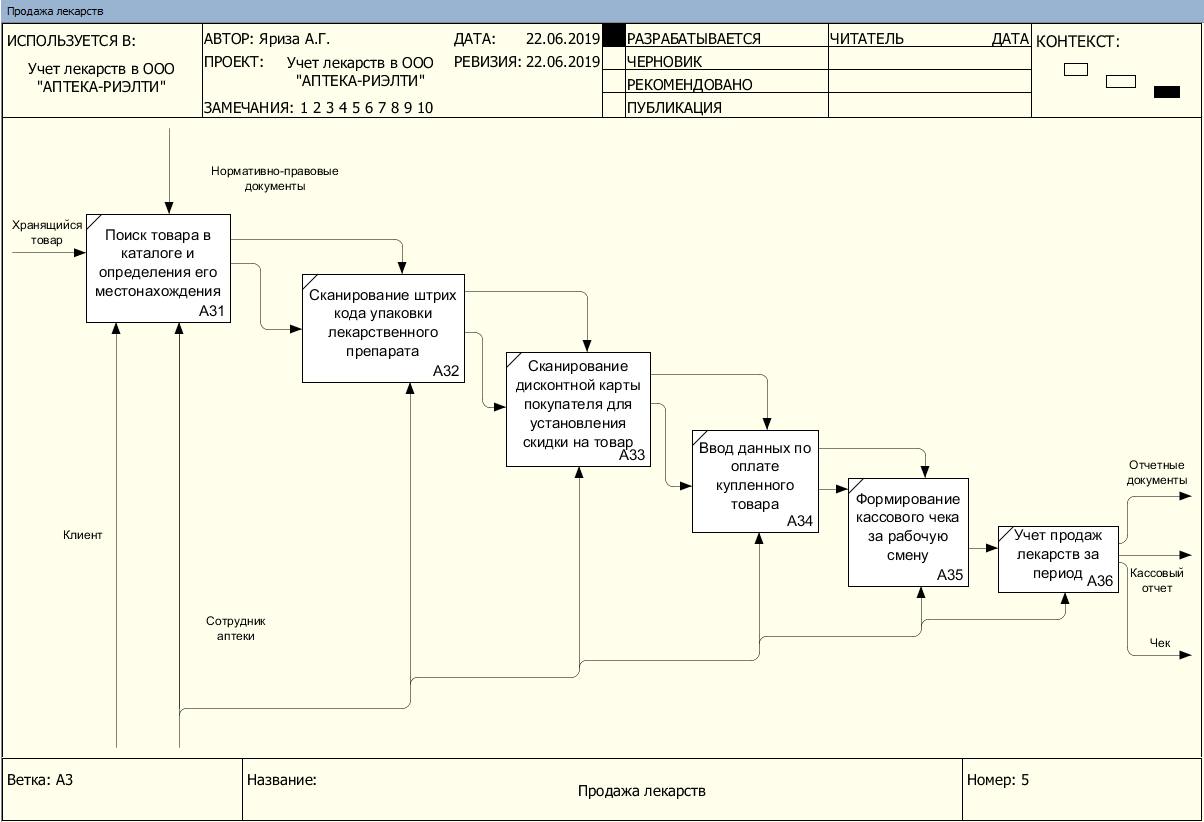 Продажа лекарств
ИСПОЛЬЗУЕТСЯ В:
Учет лекарств в ООО
"АПТЕКА-РИЭЛТИ"
АВТОР: Яриза А.Г.
ДАТА: 22.06.2019
ПРОЕКТ: Учет лекарств в ООО
"АПТЕКА-РИЭЛТИ"
РЕВИЗИЯ: 22.06.2019
ЗАМЕЧАНИЯ: 1 2 3 4 5 6 7 8 9 10
РАЗРАБАТЫВАЕТСЯ
ЧЕРНОВИК
РЕКОМЕНДОВАНО
ПУБЛИКАЦИЯ
ЧИТАТЕЛЬ ДАТА
КОНТЕКСТ:
Нормативно-правовые
документы
Хранящийся
товар
Поиск товара в
каталоге и
определения его
местонахождения
A31
Сканирование штрих
кода упаковки
лекарственного
препарата
A32
Сканирование
дисконтной карты
покупателя для
установления
скидки на товар
A33
Ввод данных по
оплате
купленного
товара
A34
Формирование
кассового чека
за рабочую
смену
A35
Учет продаж
лекарств за
период
A36
Отчетные
документы
Кассовый
отчет
Чек
Клиент
Сотрудник
аптеки
Ветка: A3
Название:
Продажа лекарств
Номер: 5